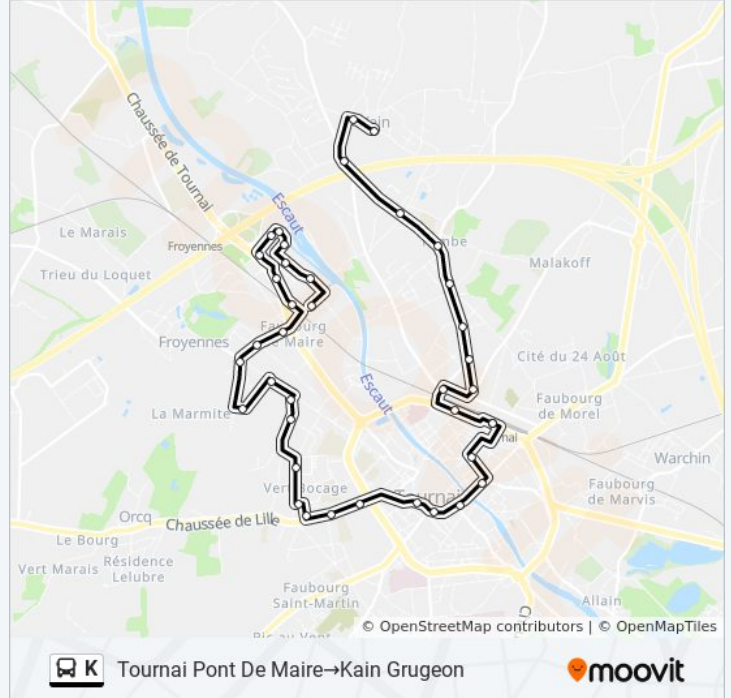 Kain
Chaussée de Tournai
Escaut
Le Marais
Froyennes
Malakoff
Trieu du Loquet
Faubourg
de Maire
Froyennes
Cité du 24 Août
Escaut
Faubourg
de Morel
La Marmite
Warchin
Vert Bocage
Tournai
Faubourg
de Marvis
Orcq
Chaussée de Lille
Le Bourg
Résidence
Lelubre
Vert Marais
Faubourg
Saint-Martin
Allain
© OpenStreetMap contributors | © OpenMapTiles
K Tournai Pont De Maire→Kain Grugeon
moovit